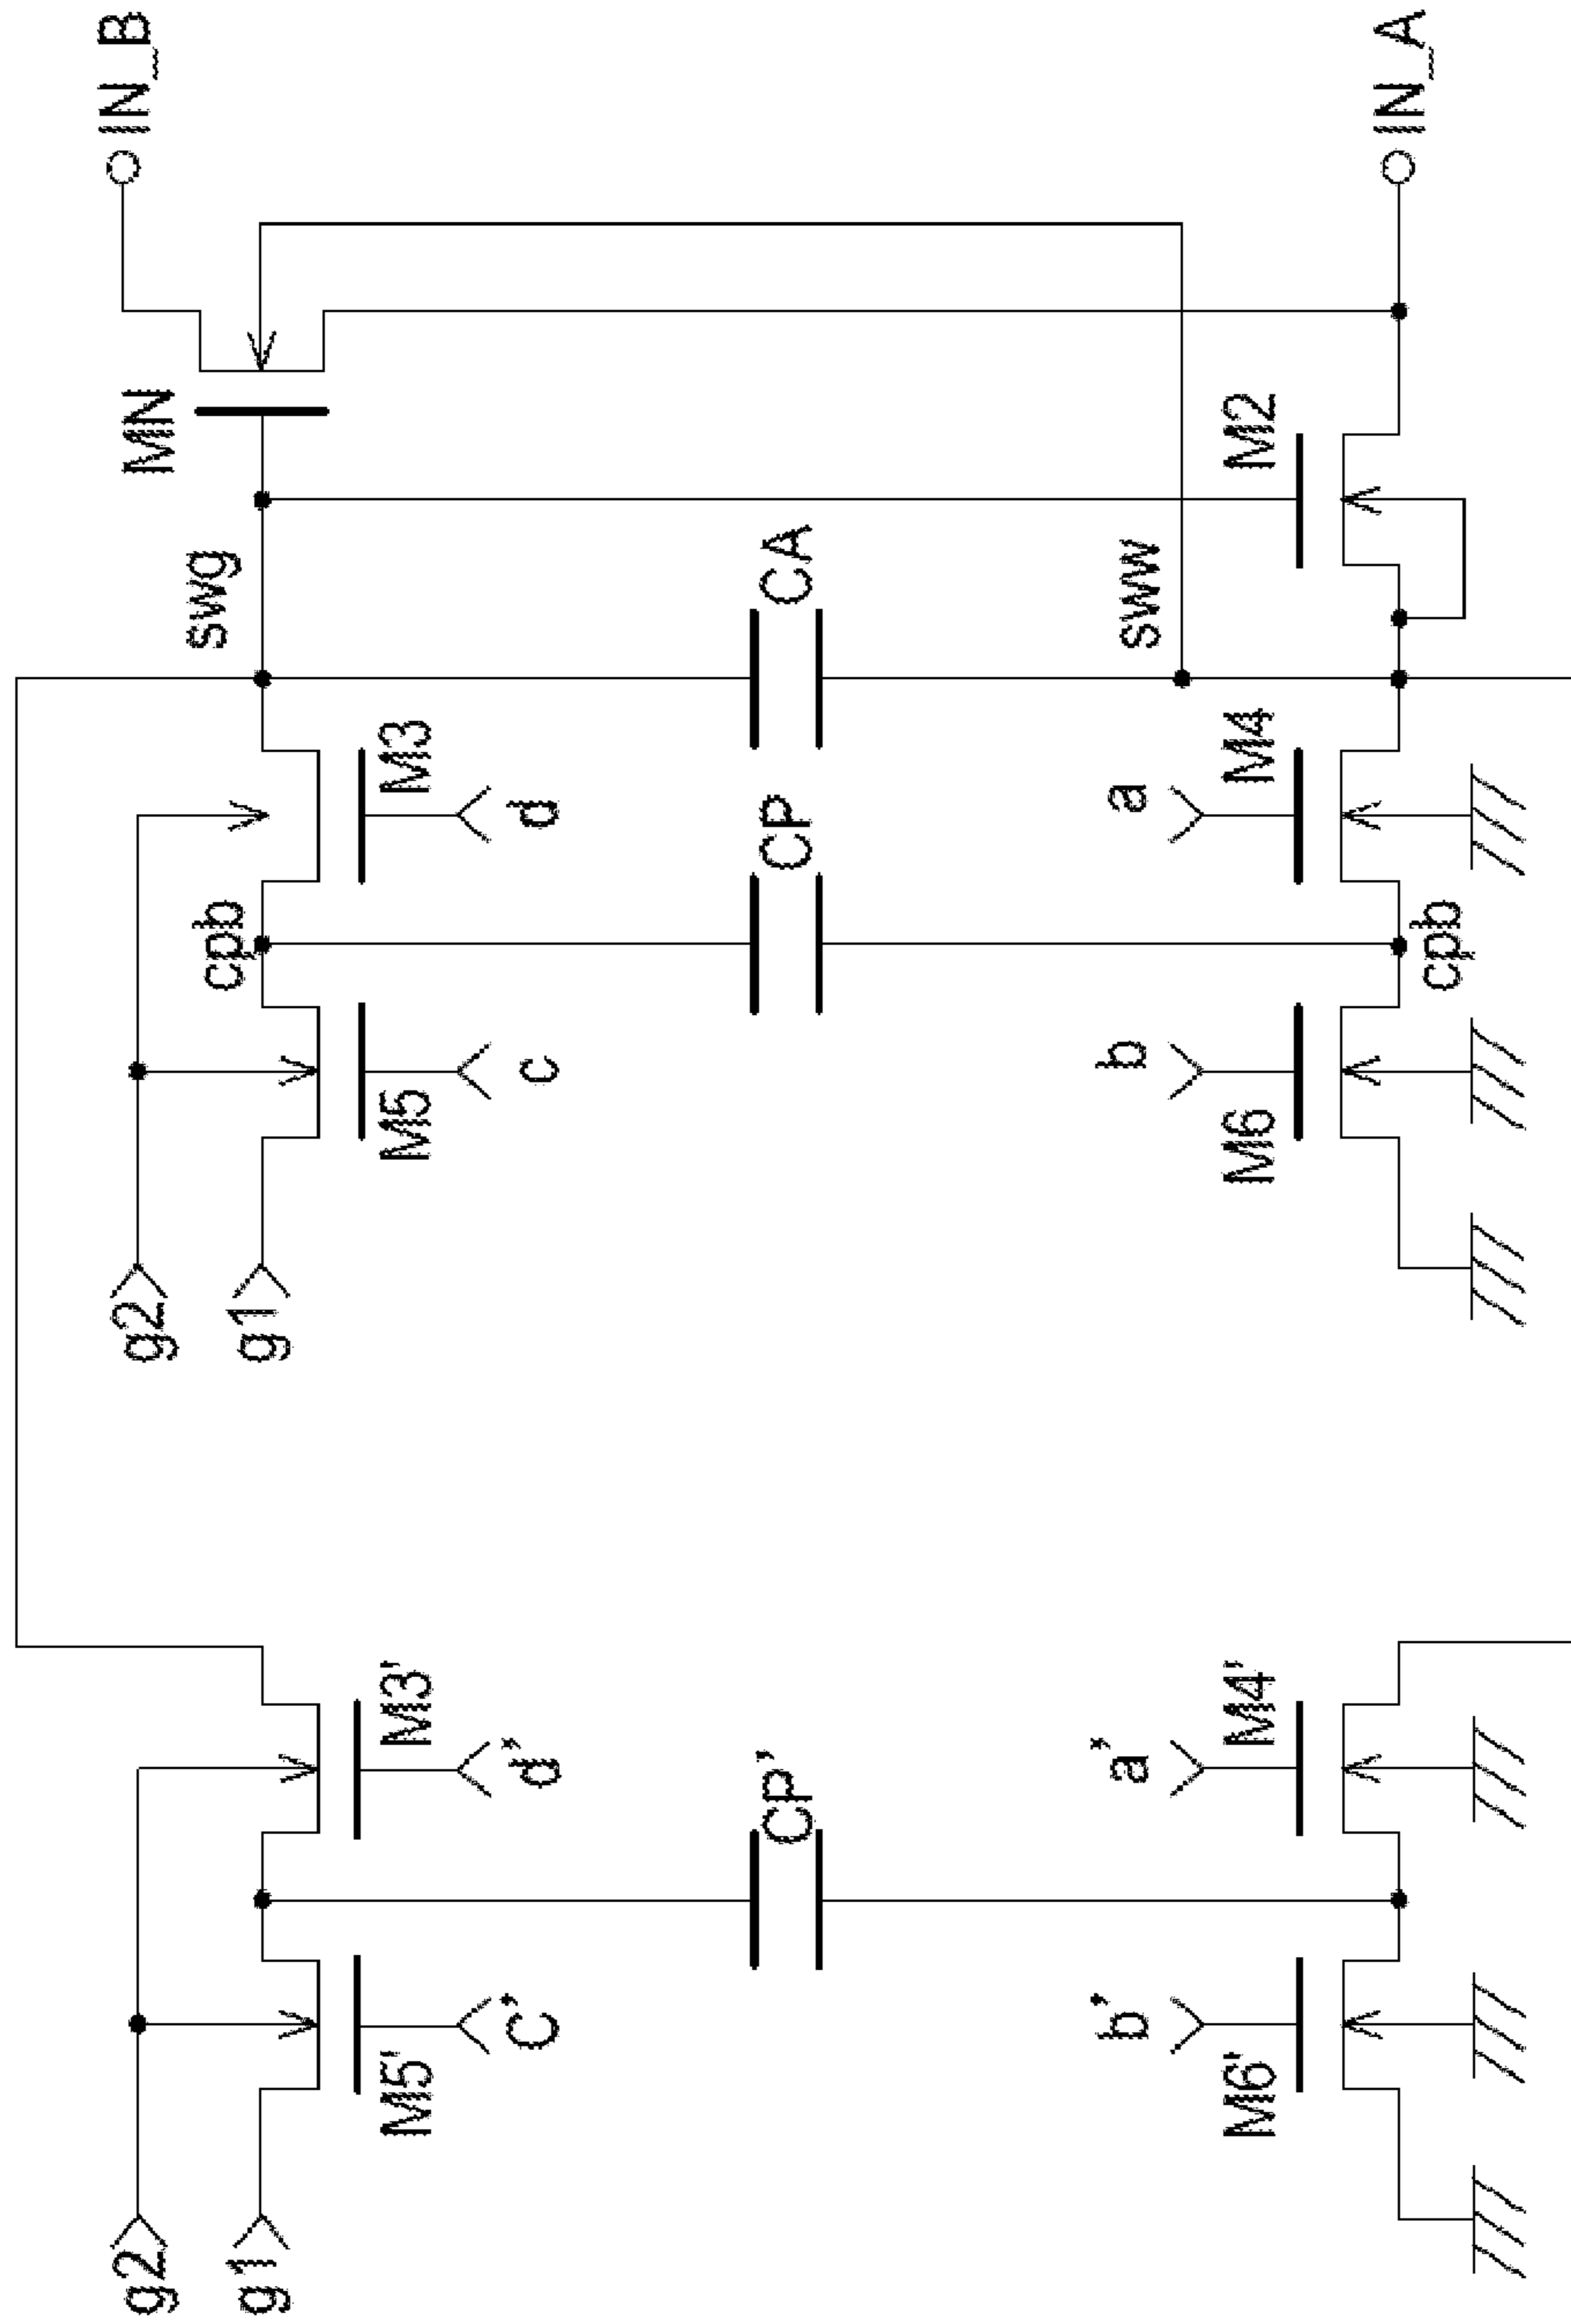 IN_B
IN_A
MN
M2
swg
CA
sww
M3
d
CP
a
M4
cpb
cpb
M5
c
b
M6
g2
g1
M3'
d’
CP’
a’
M4'
M5'
C’
b’
M6'
g2
g1